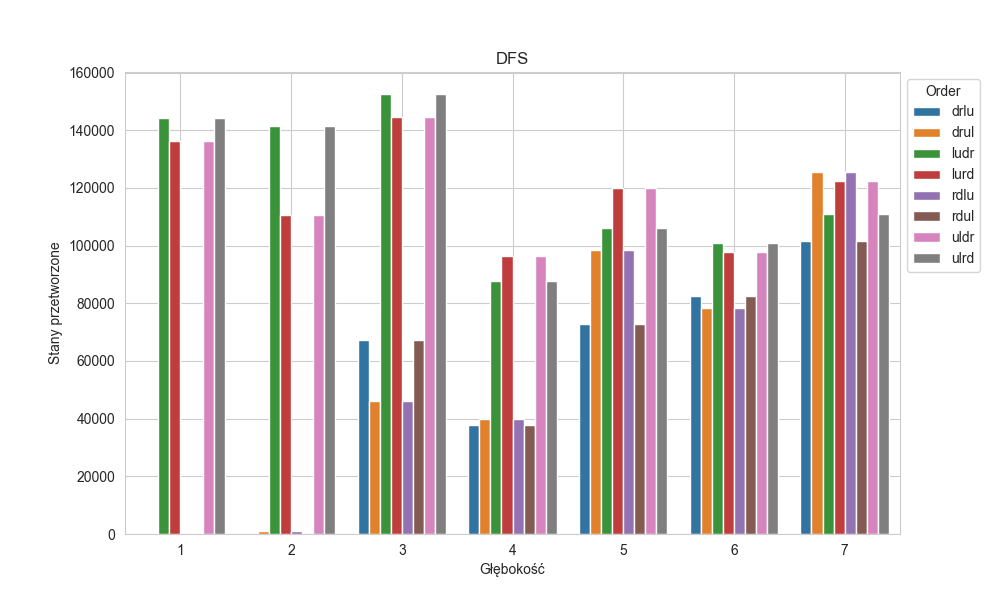 DFS
Stany przetworzone
160000
140000
120000
100000
80000
60000
40000
20000
0
1 2 3 4 5 6 7
Głębokość
Order
drlu
drul
ludr
lurd
rdlu
rdul
uldr
ulrd